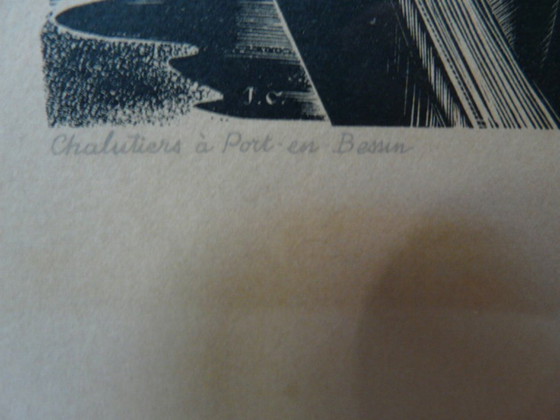 J.C.
Chalutiers à Port-en-Bessin